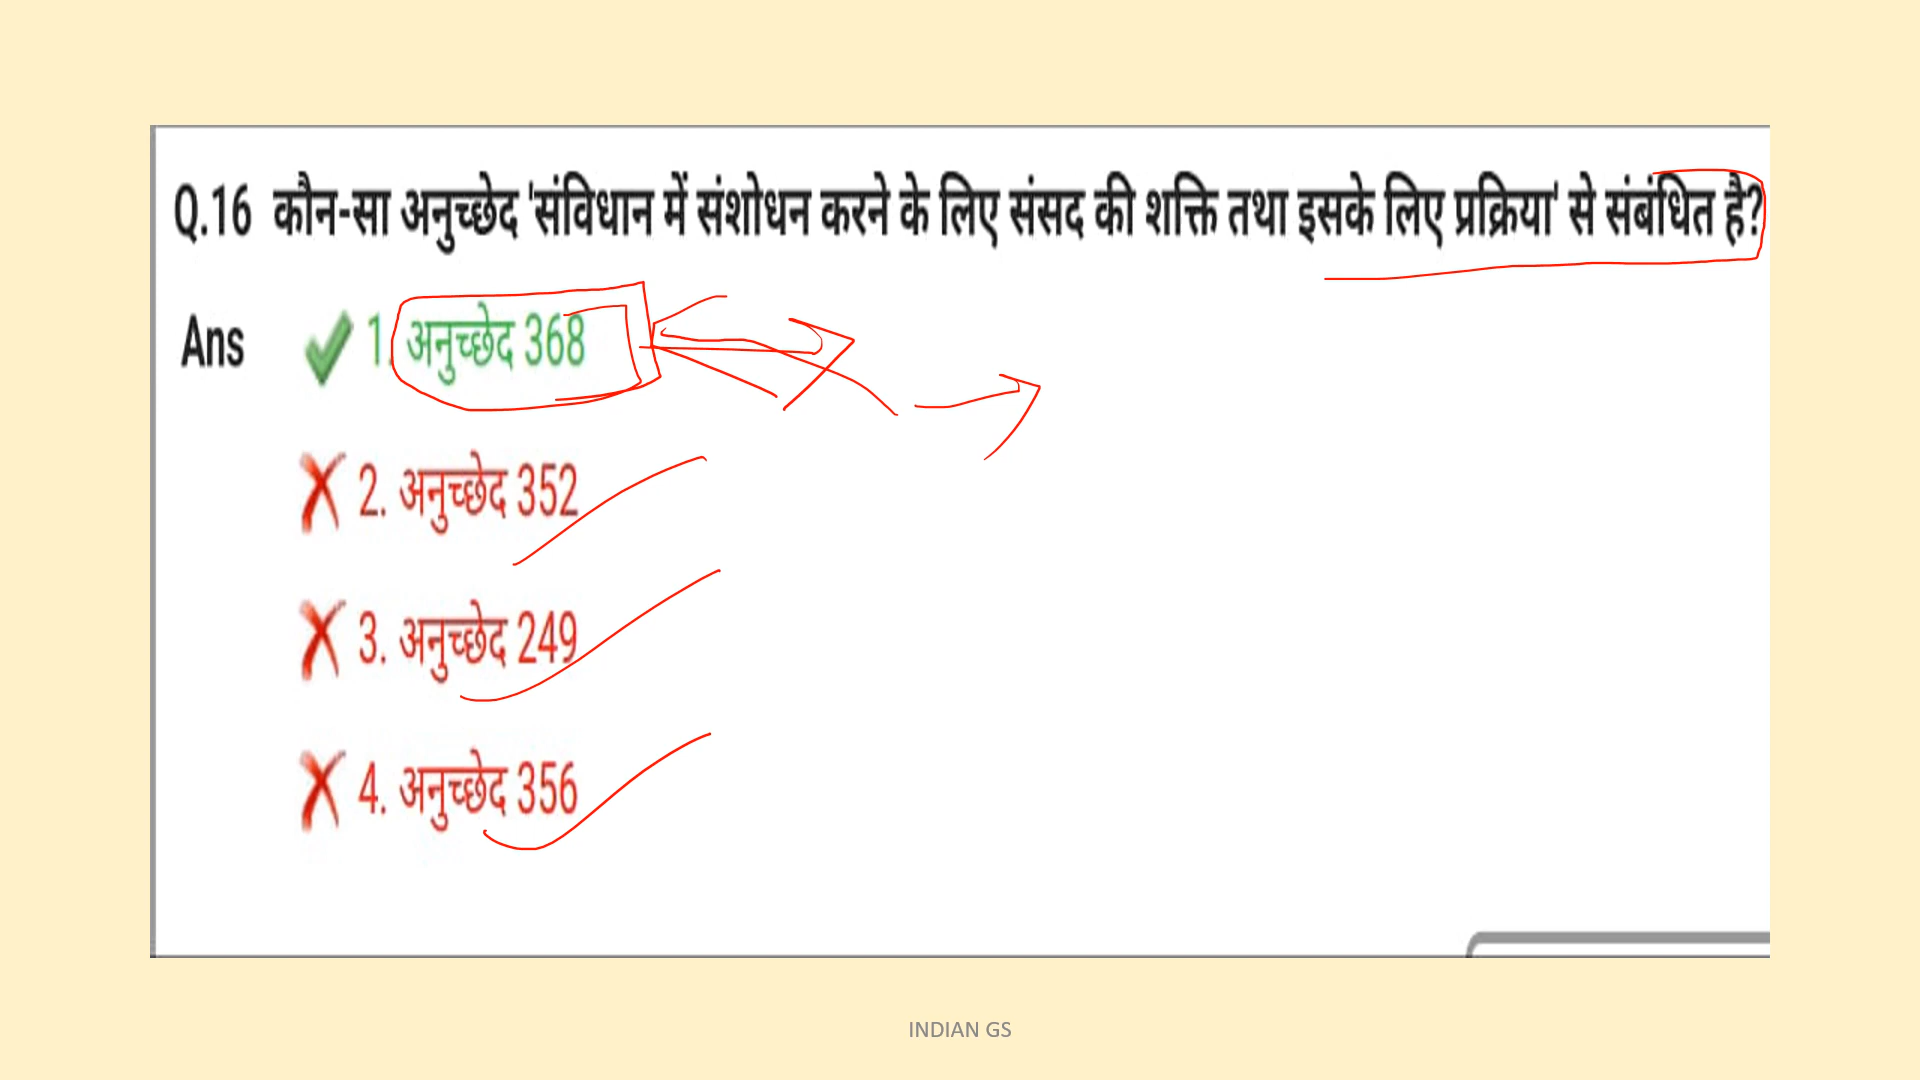 Q.16 कौन-सा अनुच्छेद 'संविधान में संशोधन करने के लिए संसद की शक्ति तथा इसके लिए प्रक्रिया' से संबंधित है?
Ans 1. अनुच्छेद 368
2. अनुच्छेद 352
3. अनुच्छेद 249
4. अनुच्छेद 356
INDIAN GS